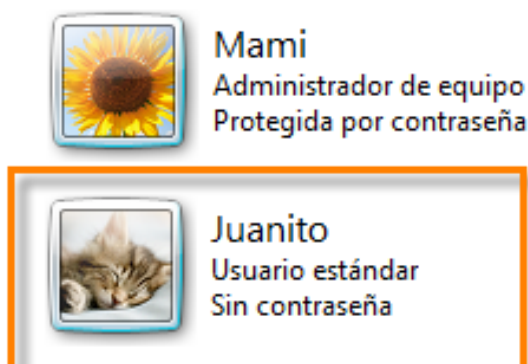 Mami
Administrador de equipo
Protegida por contraseña
Juanito
Usuario estándar
Sin contraseña